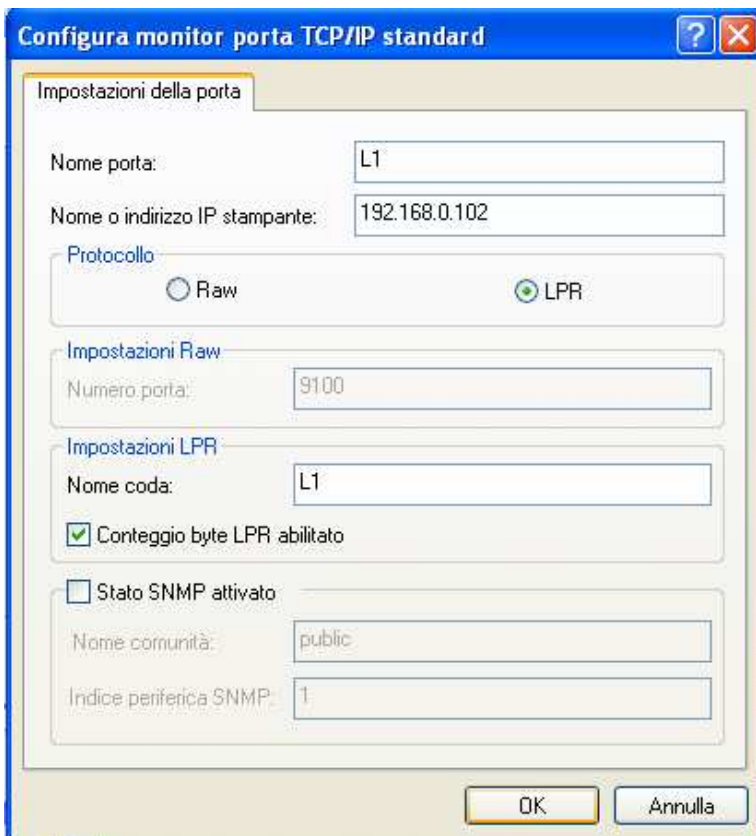 Configura monitor porta TCP/IP standard
Impostazioni della porta
Nome porta: L1
Nome o indirizzo IP stampante: 192.168.0.102
Protocollo
Raw LPR
Impostazioni Raw
Numero porta: 9100
Impostazioni LPR
Nome coda: L1
Conteggio byte LPR abilitato
Stato SNMP attivato
Nome comunità: public
Indice periferica SNMP: 1
OK Annulla